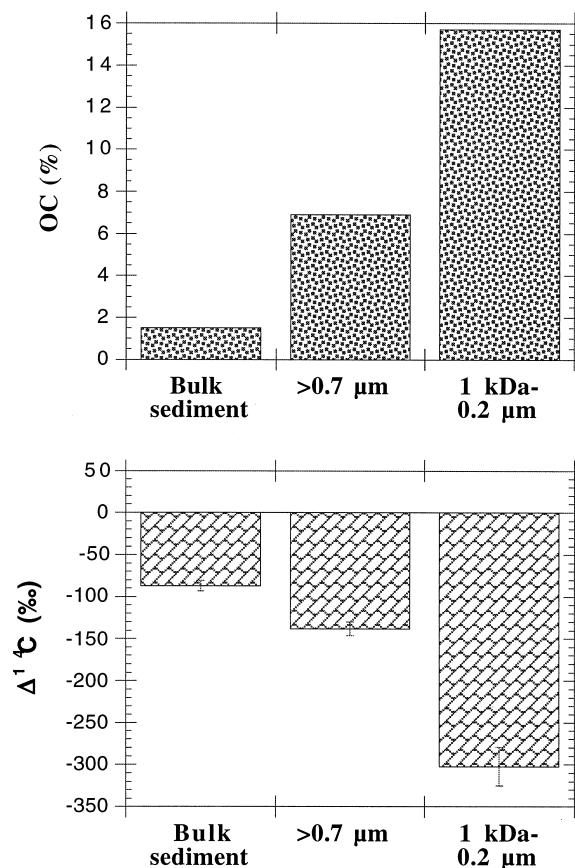 16
14
12
10
8
6
4
2
0
OC (%)
Bulk sediment
>0.7 µm
1 kDa-
0.2 µm
50
0
-50
-100
-150
-200
-250
-300
-350
Δ¹⁴C (‰)
Bulk sediment
>0.7 µm
1 kDa-
0.2 µm